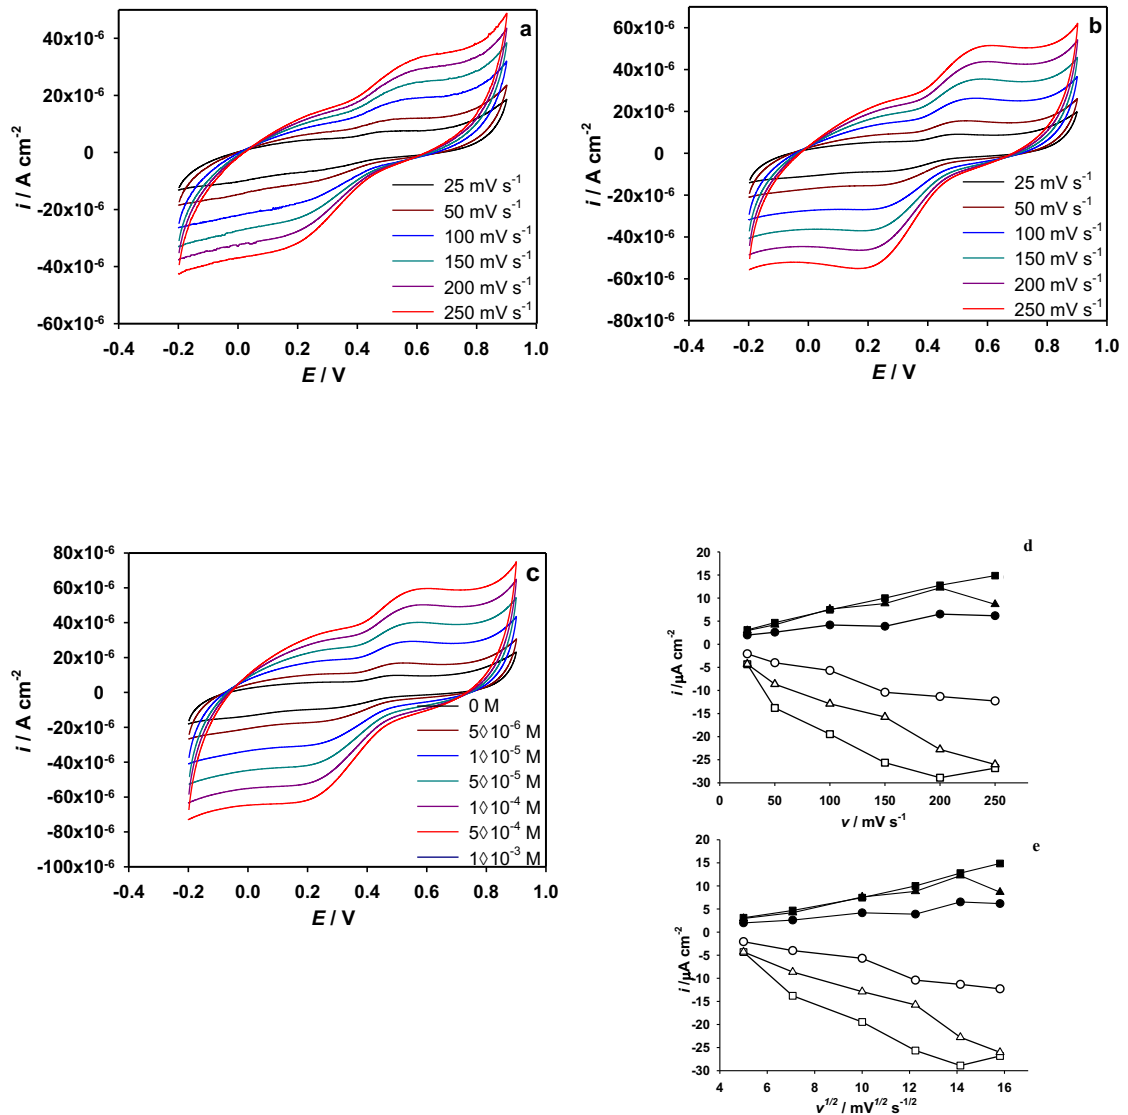 a
40x10-6
20x10-6
0
-20x10-6
-40x10-6
-60x10-6
i / A cm-2
25 mV s-1
50 mV s-1
100 mV s-1
150 mV s-1
200 mV s-1
250 mV s-1
-0.4 -0.2 0.0 0.2 0.4 0.6 0.8 1.0
E / V
b
60x10-6
40x10-6
20x10-6
0
-20x10-6
-40x10-6
-60x10-6
-80x10-6
i / A cm-2
25 mV s-1
50 mV s-1
100 mV s-1
150 mV s-1
200 mV s-1
250 mV s-1
-0.4 -0.2 0.0 0.2 0.4 0.6 0.8 1.0
E / V
c
80x10-6
60x10-6
40x10-6
20x10-6
0
-20x10-6
-40x10-6
-60x10-6
-80x10-6
-100x10-6
i / A cm-2
0 M
5◊10-6 M
1◊10-5 M
5◊10-5 M
1◊10-4 M
5◊10-4 M
1◊10-3 M
-0.4 -0.2 0.0 0.2 0.4 0.6 0.8 1.0
E / V
d
20
15
10
5
0
-5
-10
-15
-20
-25
-30
i /µA cm-2
0 50 100 150 200 250
v / mV s-1
e
20
15
10
5
0
-5
-10
-15
-20
-25
-30
i /µA cm-2
4 6 8 10 12 14 16
v1/2 / mV1/2 s-1/2